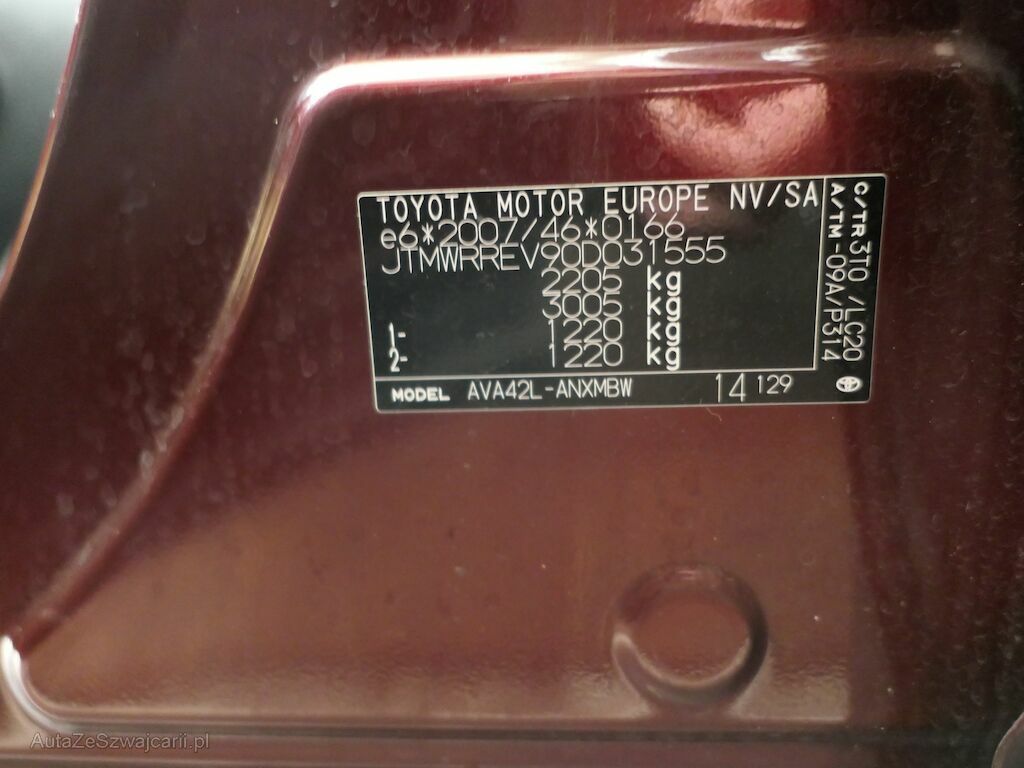 TOYOTA MOTOR EUROPE NV/SA
e6*2007/46*0166
JTMWRREV90D031555
2205 kg
3005 kg
1- 1220 kg
2- 1220 kg
MODEL AVA42L-ANXMBW 14 129
C/TR 3T0 /LC20
A/TM-09A/P314
AutaZeSzwajcarii.pl